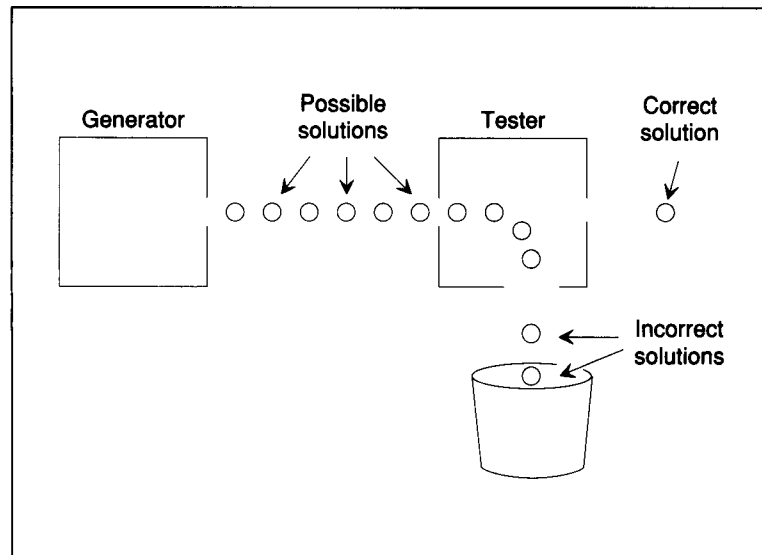 Generator
Possible
solutions
Tester
Correct
solution
Incorrect
solutions